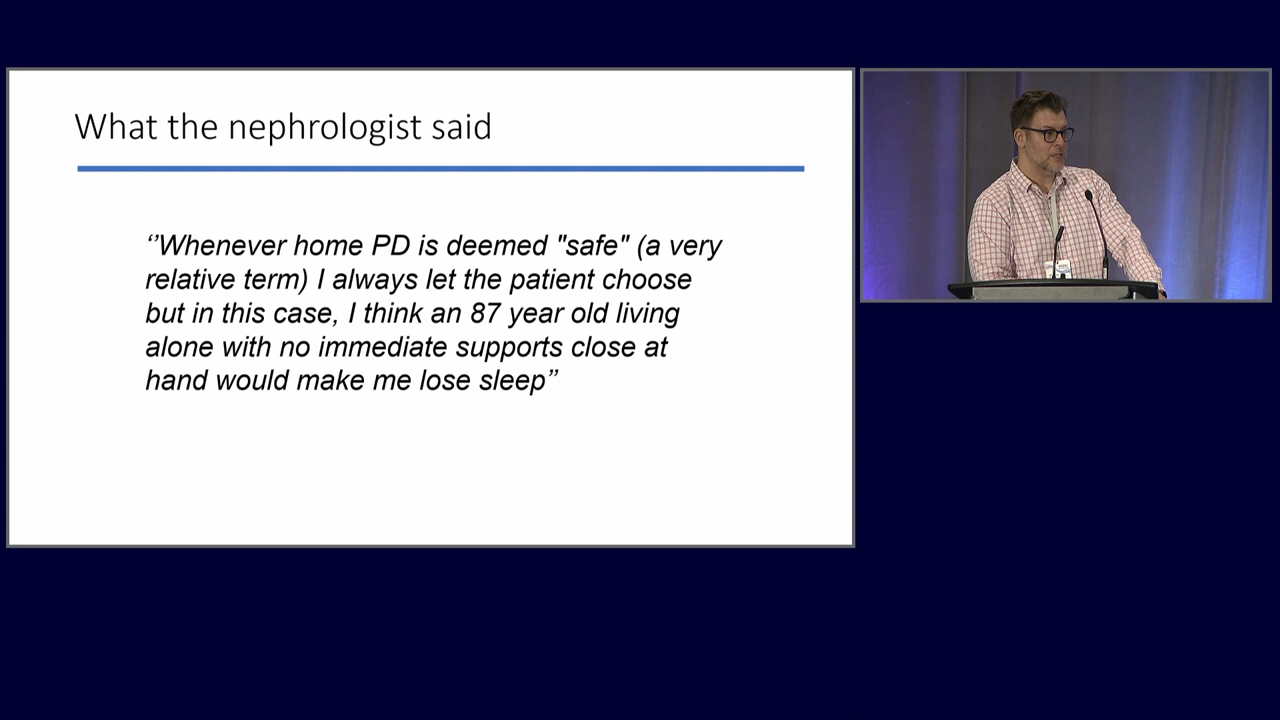 What the nephrologist said
‘’Whenever home PD is deemed "safe" (a very
relative term) I always let the patient choose
but in this case, I think an 87 year old living
alone with no immediate supports close at
hand would make me lose sleep’’